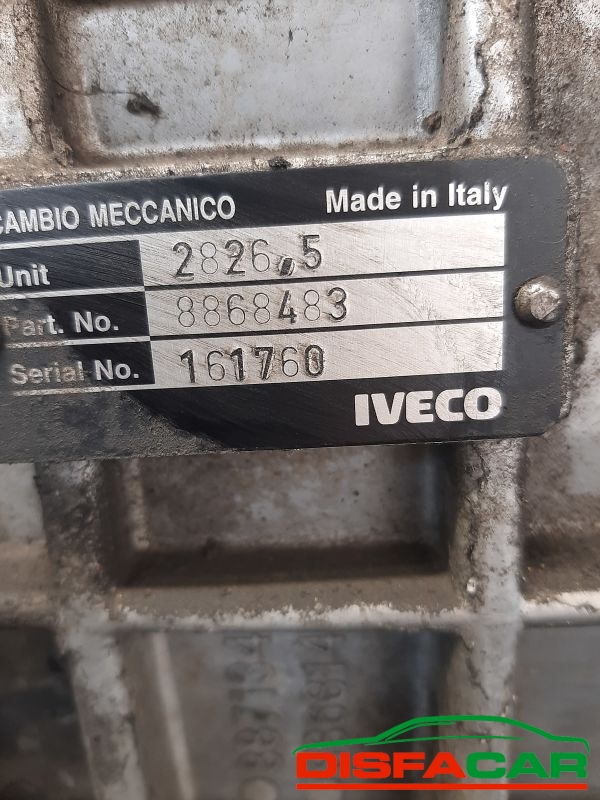 CAMBIO MECCANICO Made in Italy
Unit 2826,5
Part. No. 8868483
Serial No. 161760
IVECO
DISFACAR